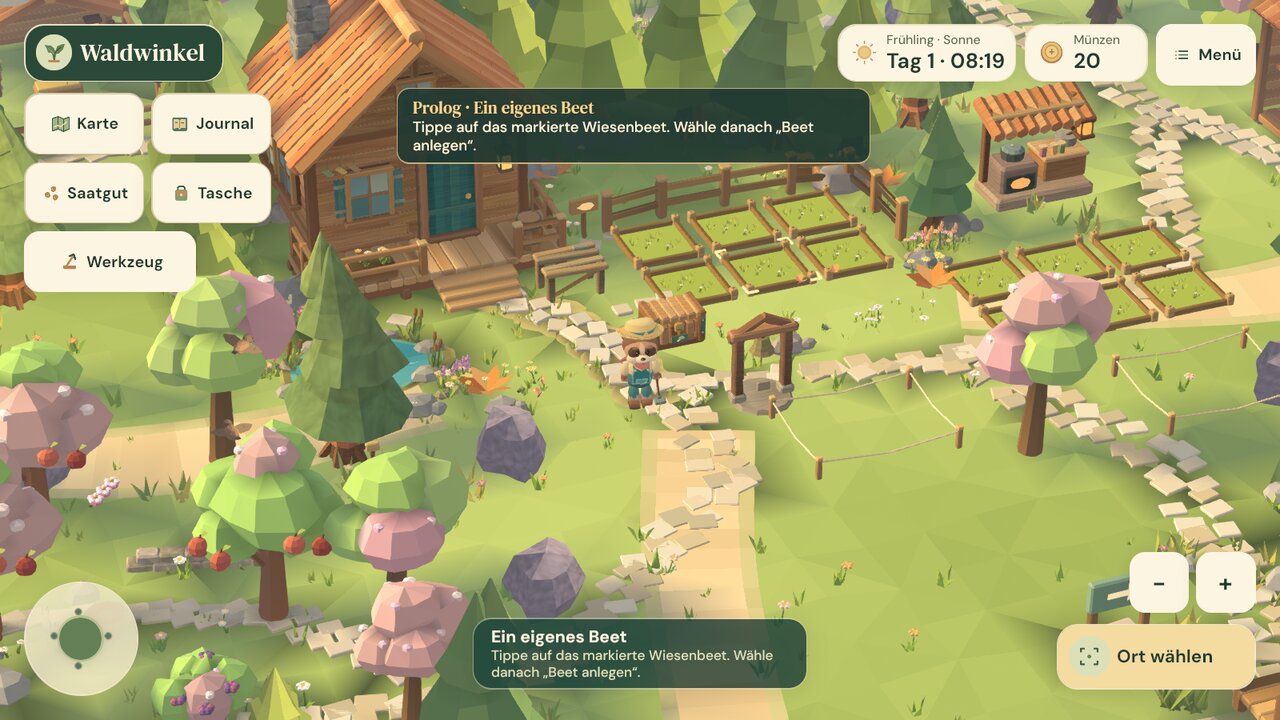 Waldwinkel
Frühling · Sonne
Tag 1 · 08:19
Münzen
20
Menü
Karte
Journal
Prolog · Ein eigenes Beet
Tippe auf das markierte Wiesenbeet. Wähle danach „Beet
anlegen“.
Saatgut
Tasche
Werkzeug
−
+
Ein eigenes Beet
Tippe auf das markierte Wiesenbeet. Wähle
danach „Beet anlegen“.
Ort wählen